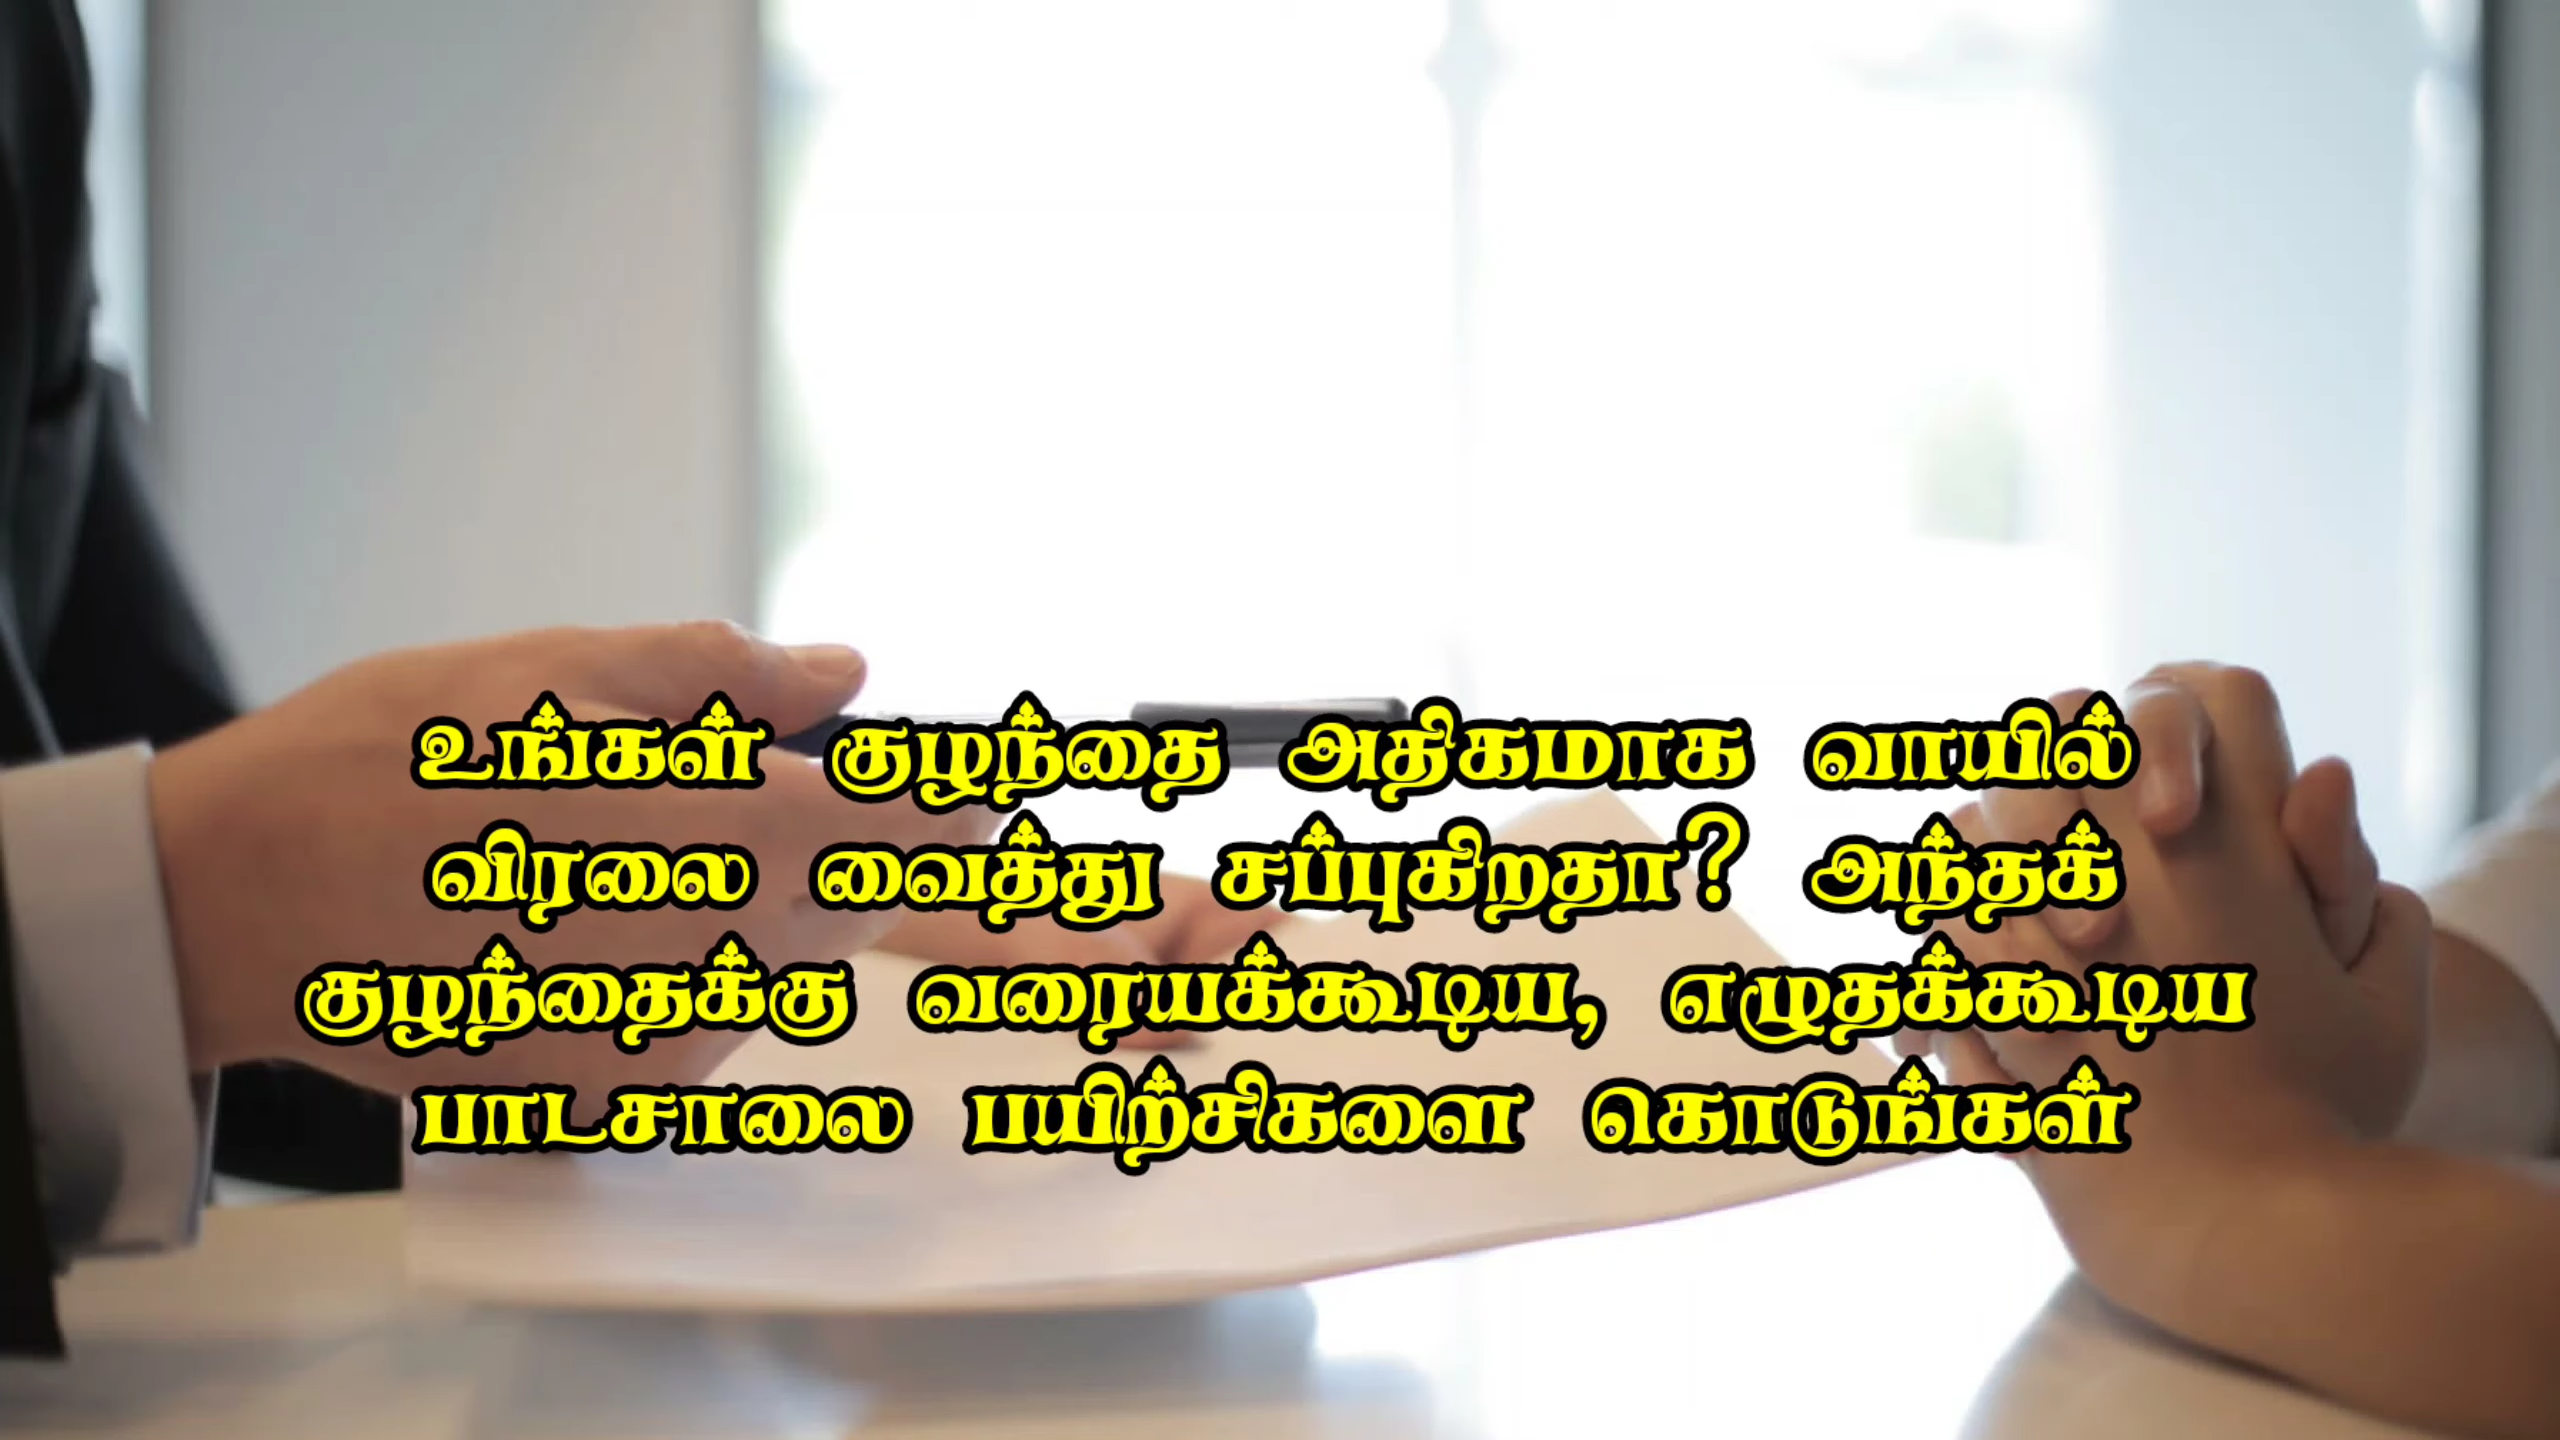 உங்கள் குழந்தை அதிகமாக வாயில்
விரலை வைத்து சப்புகிறதா? அந்தக்
குழந்தைக்கு வரையக்கூடிய, எழுதக்கூடிய
பாடசாலை பயிற்சிகளை கொடுங்கள்